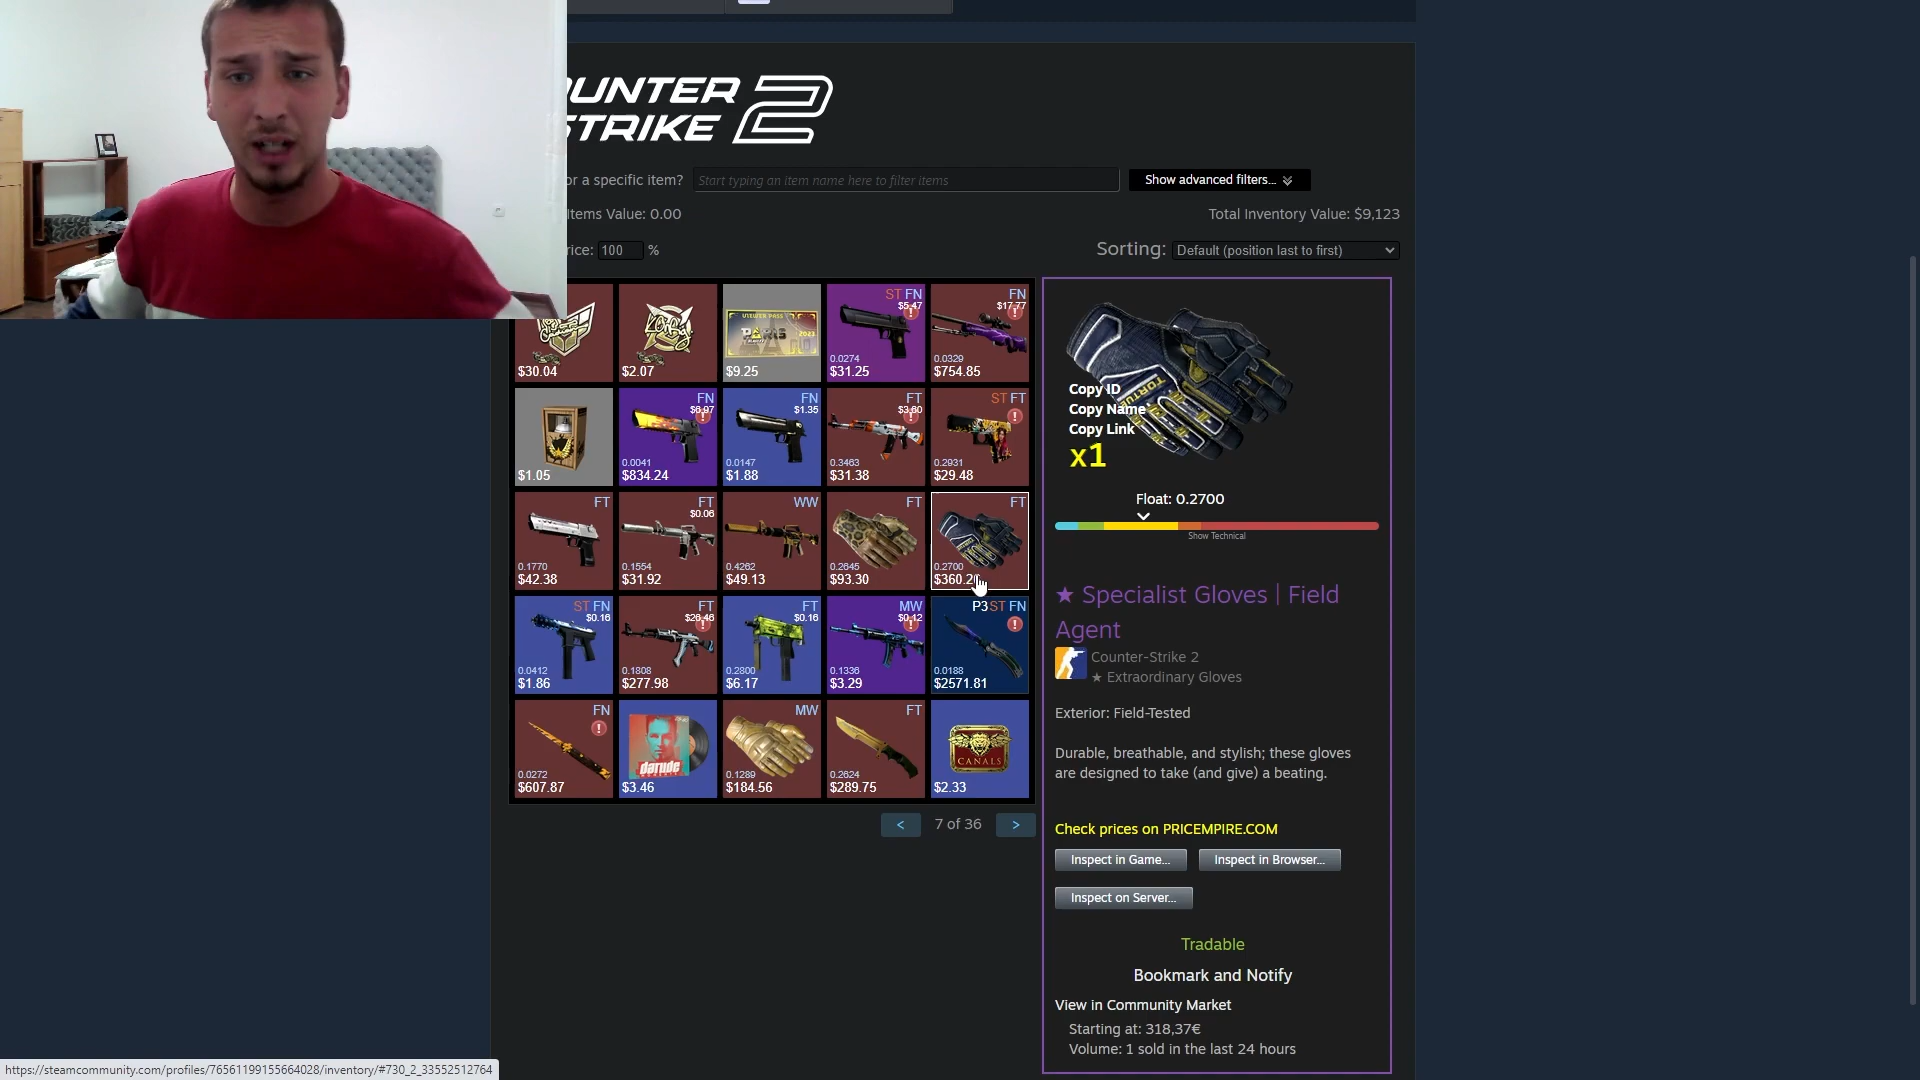 OUNTER
STRIKE 2
or a specific item?
Start typing an item name here to filter items
Show advanced filters...
Items Value: 0.00
Total Inventory Value: $9,123
rice: 100 %
Sorting: Default (position last to first)
$30.04
$2.07
$9.25
ST FN
$5.47
0.0274
$31.25
FN
$17.77
0.0329
$754.85
$1.05
FN
$6.97
0.0041
$834.24
FN
$1.35
0.0147
$1.88
FT
$3.60
0.3463
$31.38
ST FT
0.2931
$29.48
FT
0.1770
$42.38
FT
$0.06
0.1554
$31.92
WW
0.4262
$49.13
FT
0.2645
$93.30
FT
0.2700
$360.2
ST FN
$0.16
0.0412
$1.86
FT
$26.46
0.1808
$277.98
FT
$0.16
0.2800
$6.17
MW
$0.12
0.1336
$3.29
P3 ST FN
0.0188
$2571.81
FN
0.0272
$607.87
darude
$3.46
MW
0.1289
$184.56
FT
0.2624
$289.75
CANALS
$2.33
<
7 of 36
>
Copy ID
Copy Name
Copy Link
x1
Float: 0.2700
Show Technical
★ Specialist Gloves | Field
Agent
Counter-Strike 2
★ Extraordinary Gloves
Exterior: Field-Tested
Durable, breathable, and stylish; these gloves
are designed to take (and give) a beating.
Check prices on PRICEMPIRE.COM
Inspect in Game...
Inspect in Browser...
Inspect on Server...
Tradable
Bookmark and Notify
View in Community Market
Starting at: 318,37€
Volume: 1 sold in the last 24 hours
https://steamcommunity.com/profiles/76561199155664028/inventory/#730_2_33552512764